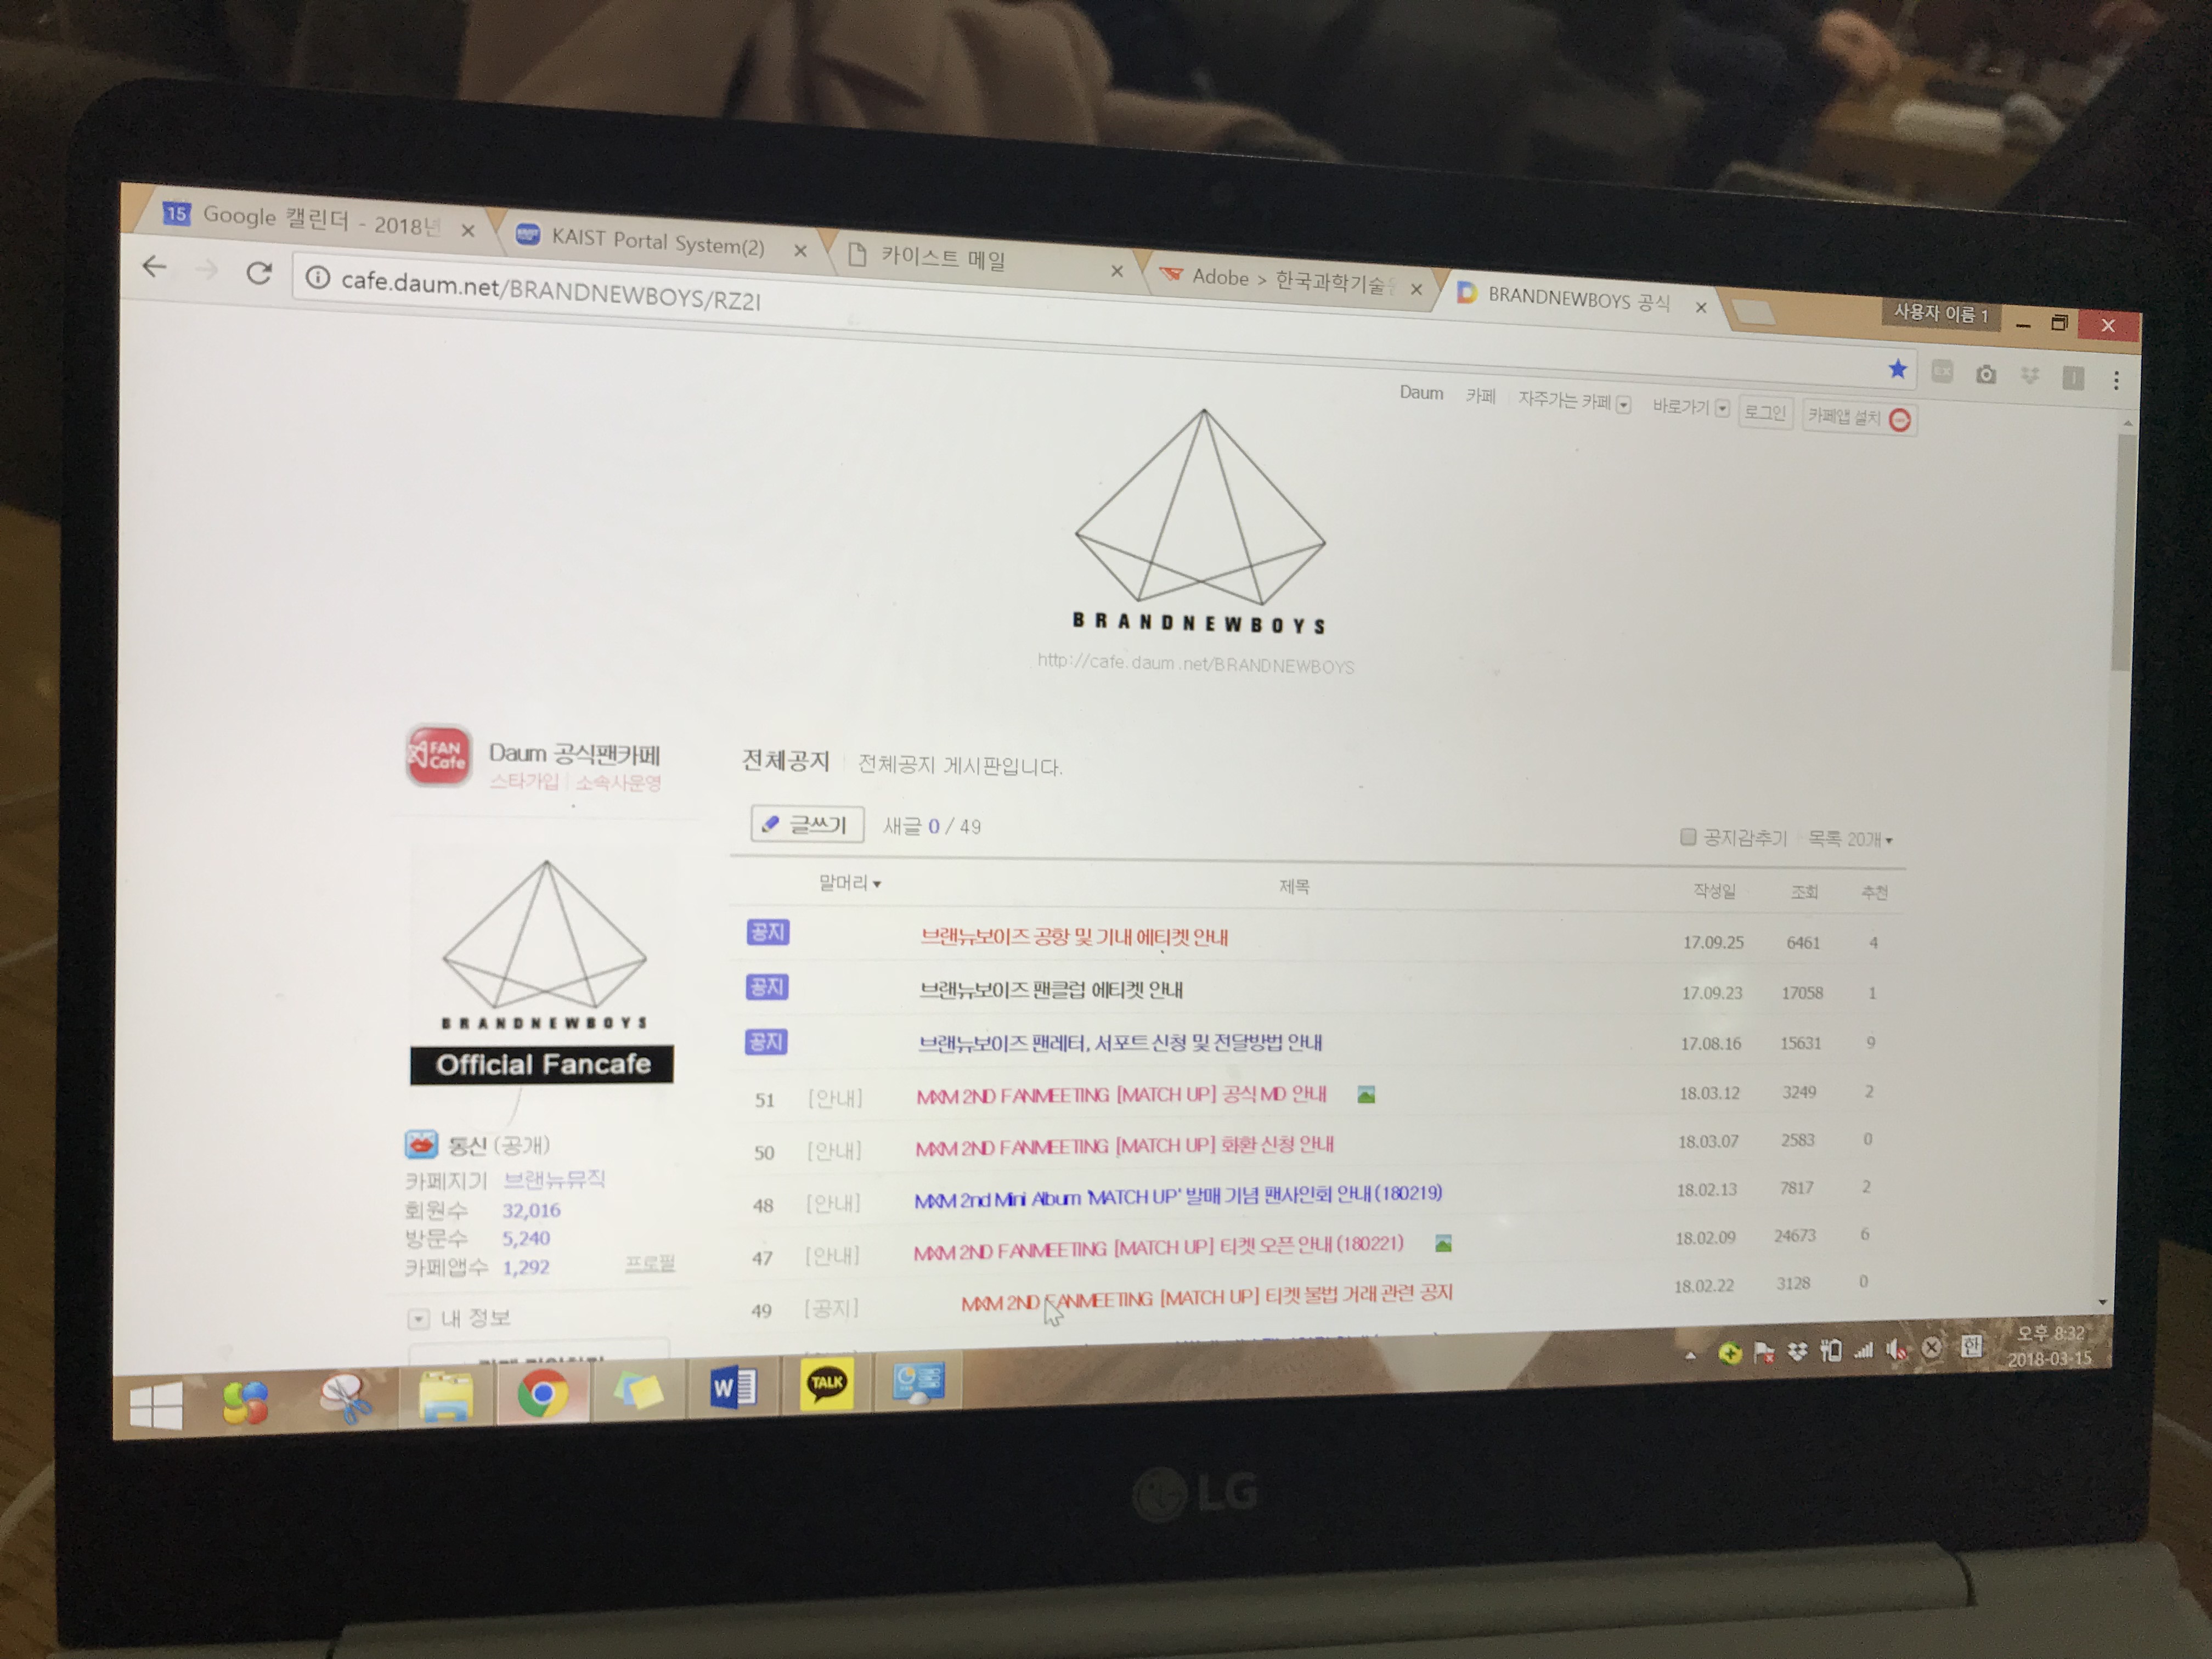 15 Google 캘린더 - 2018년
KAIST Portal System(2)
카이스트 메일
Adobe > 한국과학기술
BRANDNEWBOYS 공식
사용자 이름 1
cafe.daum.net/BRANDNEWBOYS/RZ2I
Daum 카페 자주가는 카페 바로가기 로그인 카페앱 설치
BRANDNEWBOYS
http://cafe.daum.net/BRANDNEWBOYS
FAN Cafe
Daum 공식팬카페
스타가입 | 소속사운영
BRANDNEWBOYS
Official Fancafe
통신 (공개)
카페지기 브랜뉴뮤직
회원수 32,016
방문수 5,240
카페앱수 1,292 프로필
내 정보
전체공지 전체공지 게시판입니다.
글쓰기 새글 0 / 49
공지감추기 목록 20개
말머리 제목 작성일 조회 추천
공지 브랜뉴보이즈 공항 및 기내 에티켓 안내 17.09.25 6461 4
공지 브랜뉴보이즈 팬클럽 에티켓 안내 17.09.23 17058 1
공지 브랜뉴보이즈 팬레터, 서포트 신청 및 전달방법 안내 17.08.16 15631 9
51 [안내] MXM 2ND FANMEETING [MATCH UP] 공식 MD 안내 18.03.12 3249 2
50 [안내] MXM 2ND FANMEETING [MATCH UP] 화환 신청 안내 18.03.07 2583 0
48 [안내] MXM 2nd Mini Album 'MATCH UP' 발매 기념 팬사인회 안내 (180219) 18.02.13 7817 2
47 [안내] MXM 2ND FANMEETING [MATCH UP] 티켓 오픈 안내 (180221) 18.02.09 24673 6
49 [공지] MXM 2ND FANMEETING [MATCH UP] 티켓 불법 거래 관련 공지 18.02.22 3128 0
W
TALK
한
오후 8:32
2018-03-15
LG